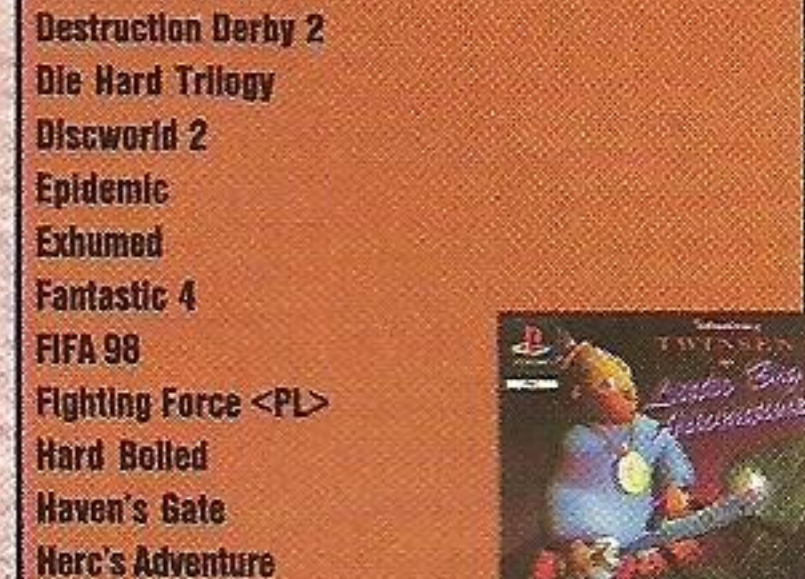 Destruction Derby 2
Die Hard Trilogy
Discworld 2
Epidemic
Exhumed
Fantastic 4
FIFA 98
Fighting Force <PL>
Hard Boiled
Haven's Gate
Herc's Adventure
TWINSEN